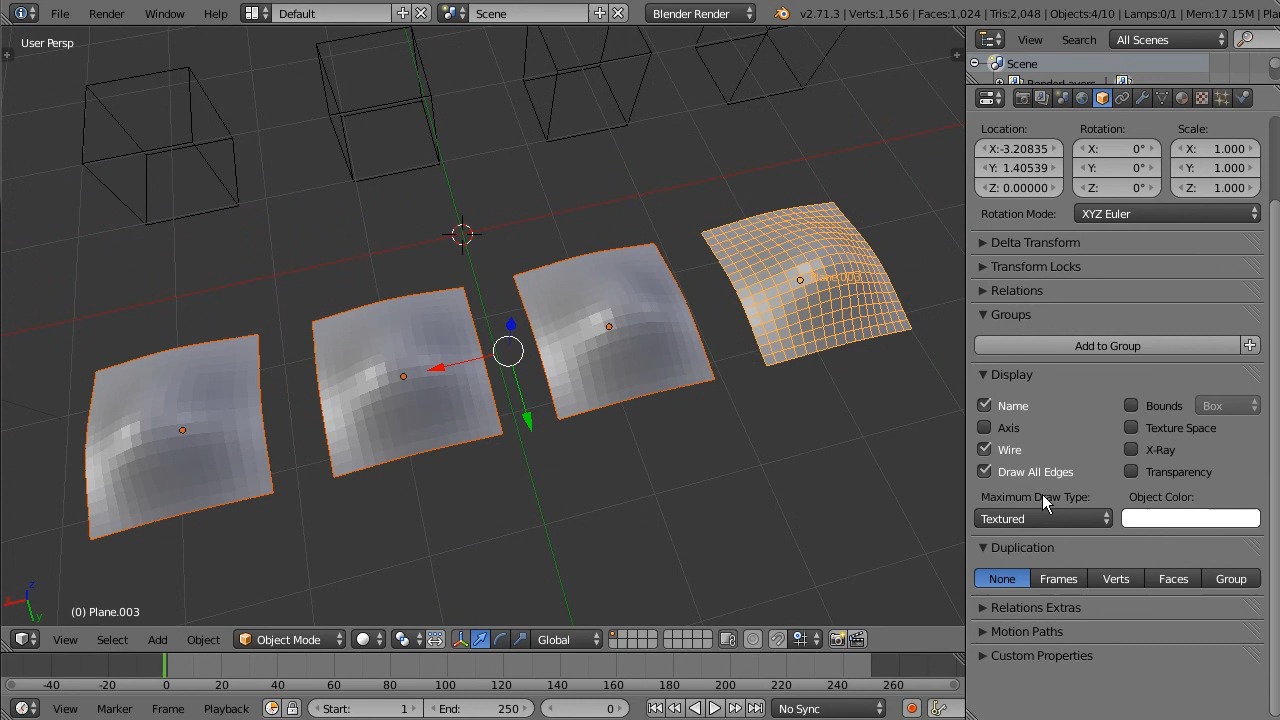 File Render Window Help Default Scene Blender Render v2.71.3 | Verts:1,156 | Faces:1,024 | Tris:2,048 | Objects:4/10 | Lamps:0/1 | Mem:17.15M | Plan
User Persp
View Search All Scenes
Scene
RenderLayers
Location: Rotation: Scale:
X:-3.20835 X: 0° X: 1.000
Y: 1.40539 Y: 0° Y: 1.000
Z: 0.00000 Z: 0° Z: 1.000
Rotation Mode: XYZ Euler
Delta Transform
Transform Locks
Relations
Groups
Add to Group
Display
Name Bounds Box
Axis Texture Space
Wire X-Ray
Draw All Edges Transparency
Maximum Draw Type: Object Color:
Textured
Duplication
None Frames Verts Faces Group
Relations Extras
Motion Paths
Custom Properties
Plane.003
z
x
y
(0) Plane.003
View Select Add Object Object Mode Global
-40 -20 0 20 40 60 80 100 120 140 160 180 200 220 240 260
View Marker Frame Playback Start: 1 End: 250 0 No Sync